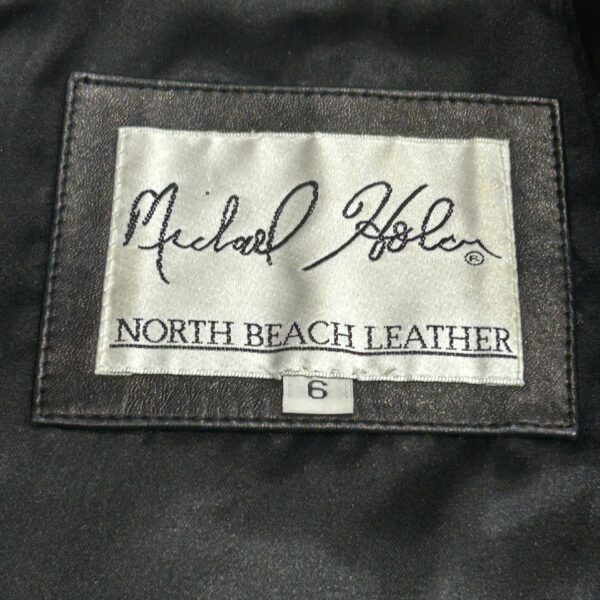 Michael Hoban ®
NORTH BEACH LEATHER
6